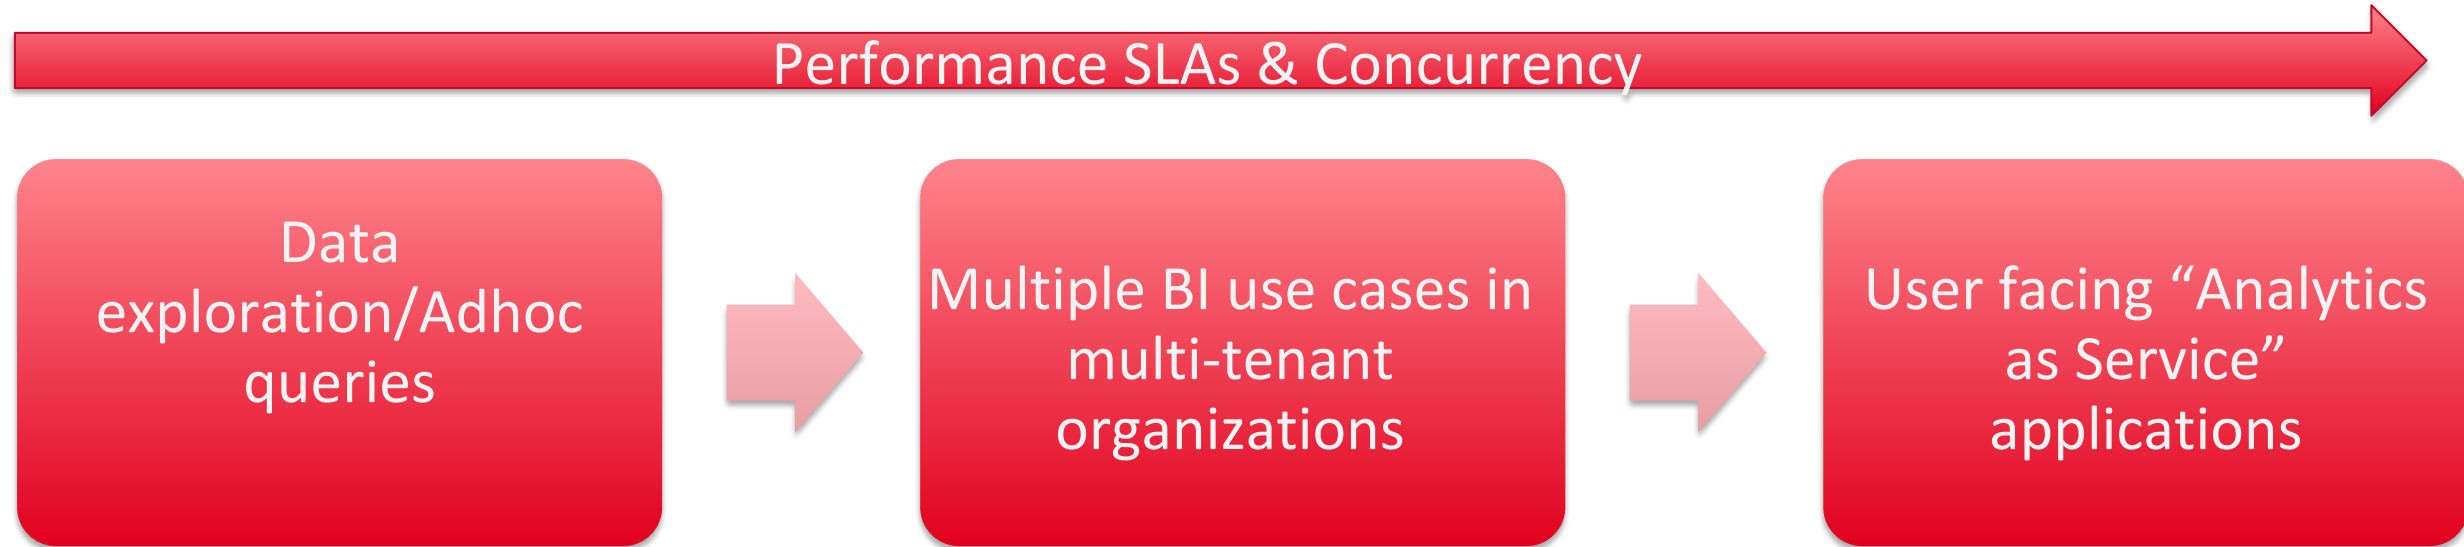 Performance SLAs & Concurrency
Data
exploration/Adhoc
queries
Multiple BI use cases in
multi-tenant
organizations
User facing “Analytics
as Service”
applications